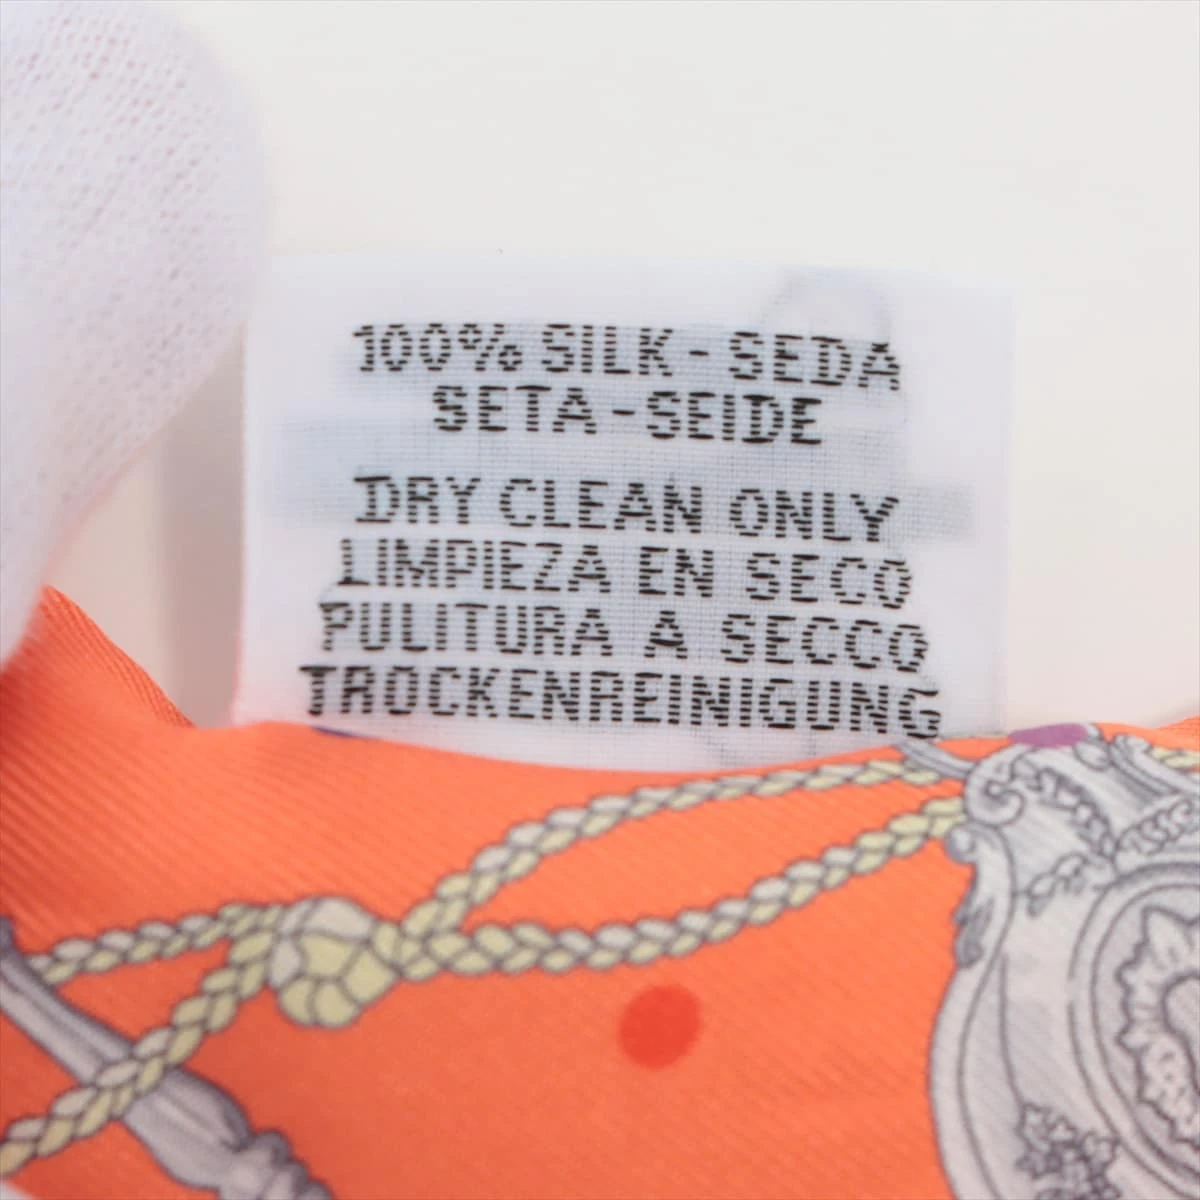 100% SILK - SEDA
SETA - SEIDE
DRY CLEAN ONLY
LIMPIEZA EN SECO
PULITURA A SECCO
TROCKENREINIGUNG